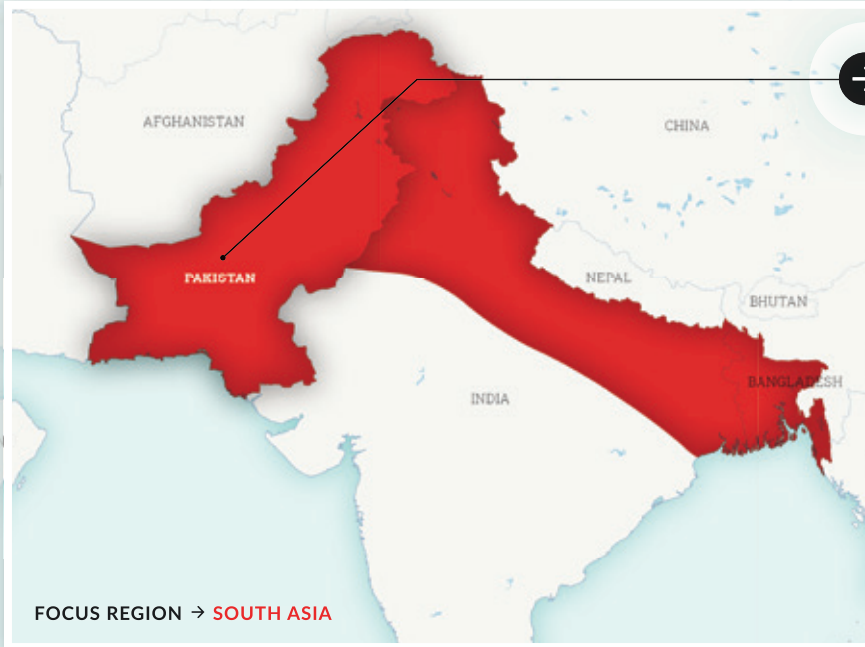 AFGHANISTAN
CHINA
PAKISTAN
NEPAL
BHUTAN
BANGLADESH
INDIA
FOCUS REGION → SOUTH ASIA